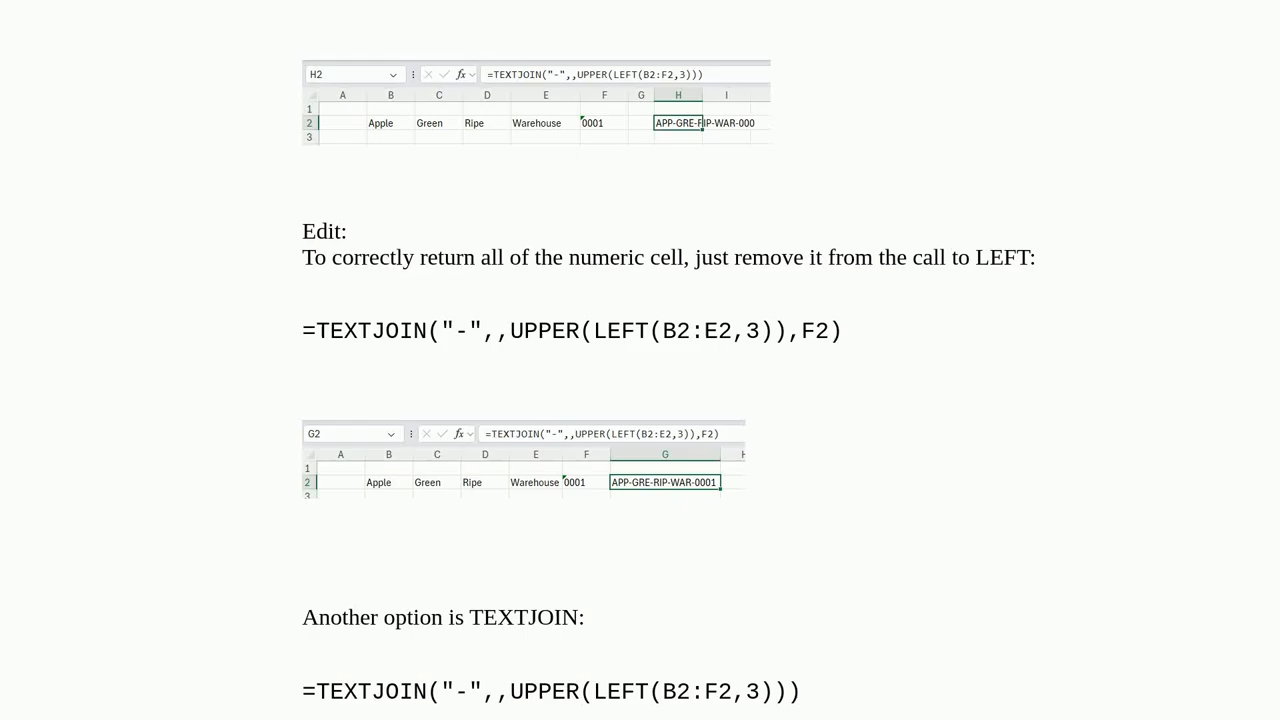 H2 fx =TEXTJOIN("-",,UPPER(LEFT(B2:F2,3)))
A B C D E F G H I
1
2 Apple Green Ripe Warehouse 0001 APP-GRE-RIP-WAR-000
3
Edit:
To correctly return all of the numeric cell, just remove it from the call to LEFT:
=TEXTJOIN("-",,UPPER(LEFT(B2:E2,3)),F2)
G2 fx =TEXTJOIN("-",,UPPER(LEFT(B2:E2,3)),F2)
A B C D E F G H
1
2 Apple Green Ripe Warehouse 0001 APP-GRE-RIP-WAR-0001
3
Another option is TEXTJOIN:
=TEXTJOIN("-",,UPPER(LEFT(B2:F2,3)))